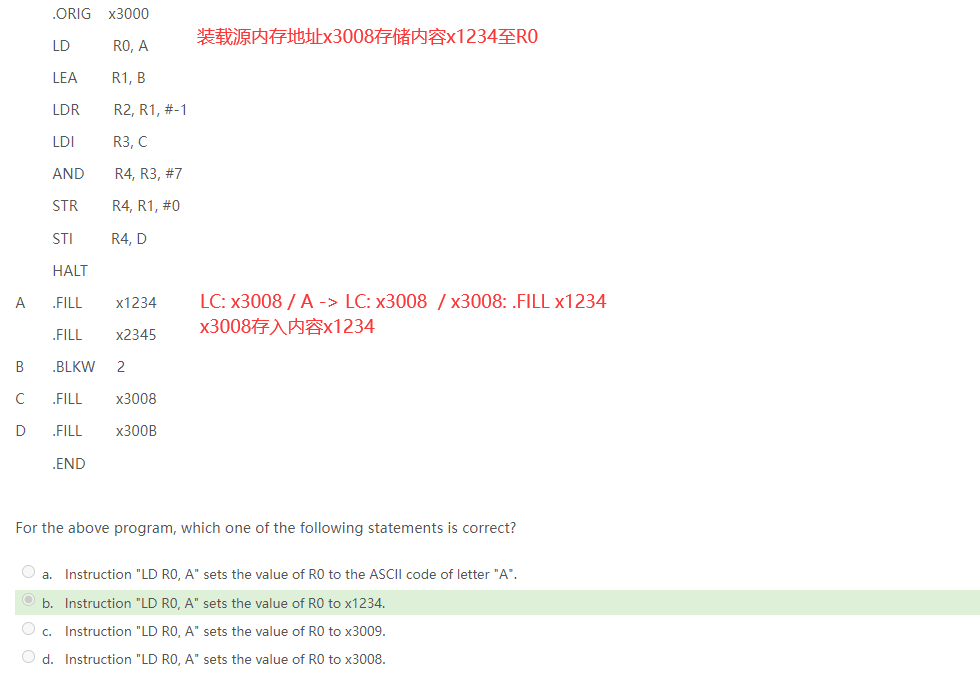 .ORIG x3000
LD R0, A 装载源内存地址x3008存储内容x1234至R0
LEA R1, B
LDR R2, R1, #-1
LDI R3, C
AND R4, R3, #7
STR R4, R1, #0
STI R4, D
HALT
A .FILL x1234 LC: x3008 / A -> LC: x3008 / x3008: .FILL x1234
x3008存入内容x1234
.FILL x2345
B .BLKW 2
C .FILL x3008
D .FILL x300B
.END
For the above program, which one of the following statements is correct?
a. Instruction "LD R0, A" sets the value of R0 to the ASCII code of letter "A".
b. Instruction "LD R0, A" sets the value of R0 to x1234.
c. Instruction "LD R0, A" sets the value of R0 to x3009.
d. Instruction "LD R0, A" sets the value of R0 to x3008.